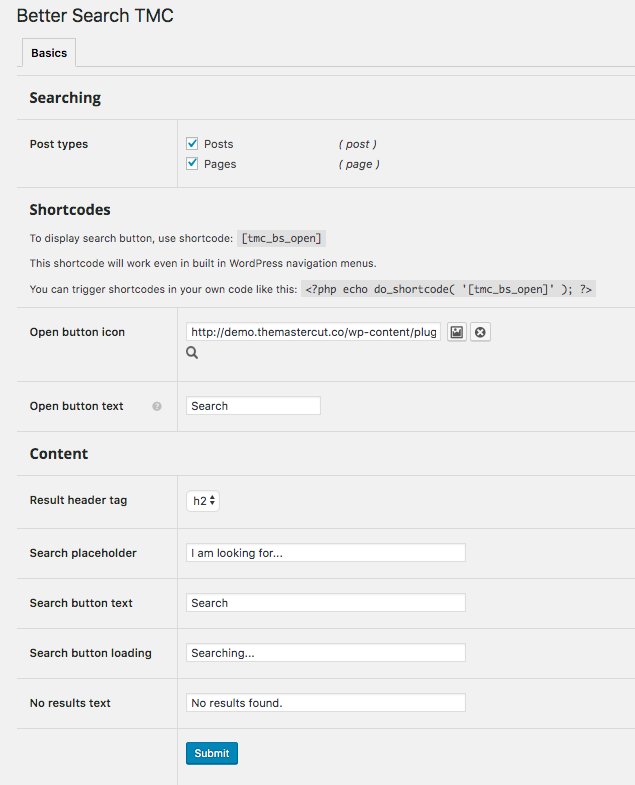 Better Search TMC
Basics
Searching
Post types
Posts ( post )
Pages ( page )
Shortcodes
To display search button, use shortcode: [tmc_bs_open]
This shortcode will work even in built in WordPress navigation menus.
You can trigger shortcodes in your own code like this: <?php echo do_shortcode( '[tmc_bs_open]' ); ?>
Open button icon http://demo.themastercut.co/wp-content/plug
Open button text ? Search
Content
Result header tag h2
Search placeholder I am looking for...
Search button text Search
Search button loading Searching...
No results text No results found.
Submit